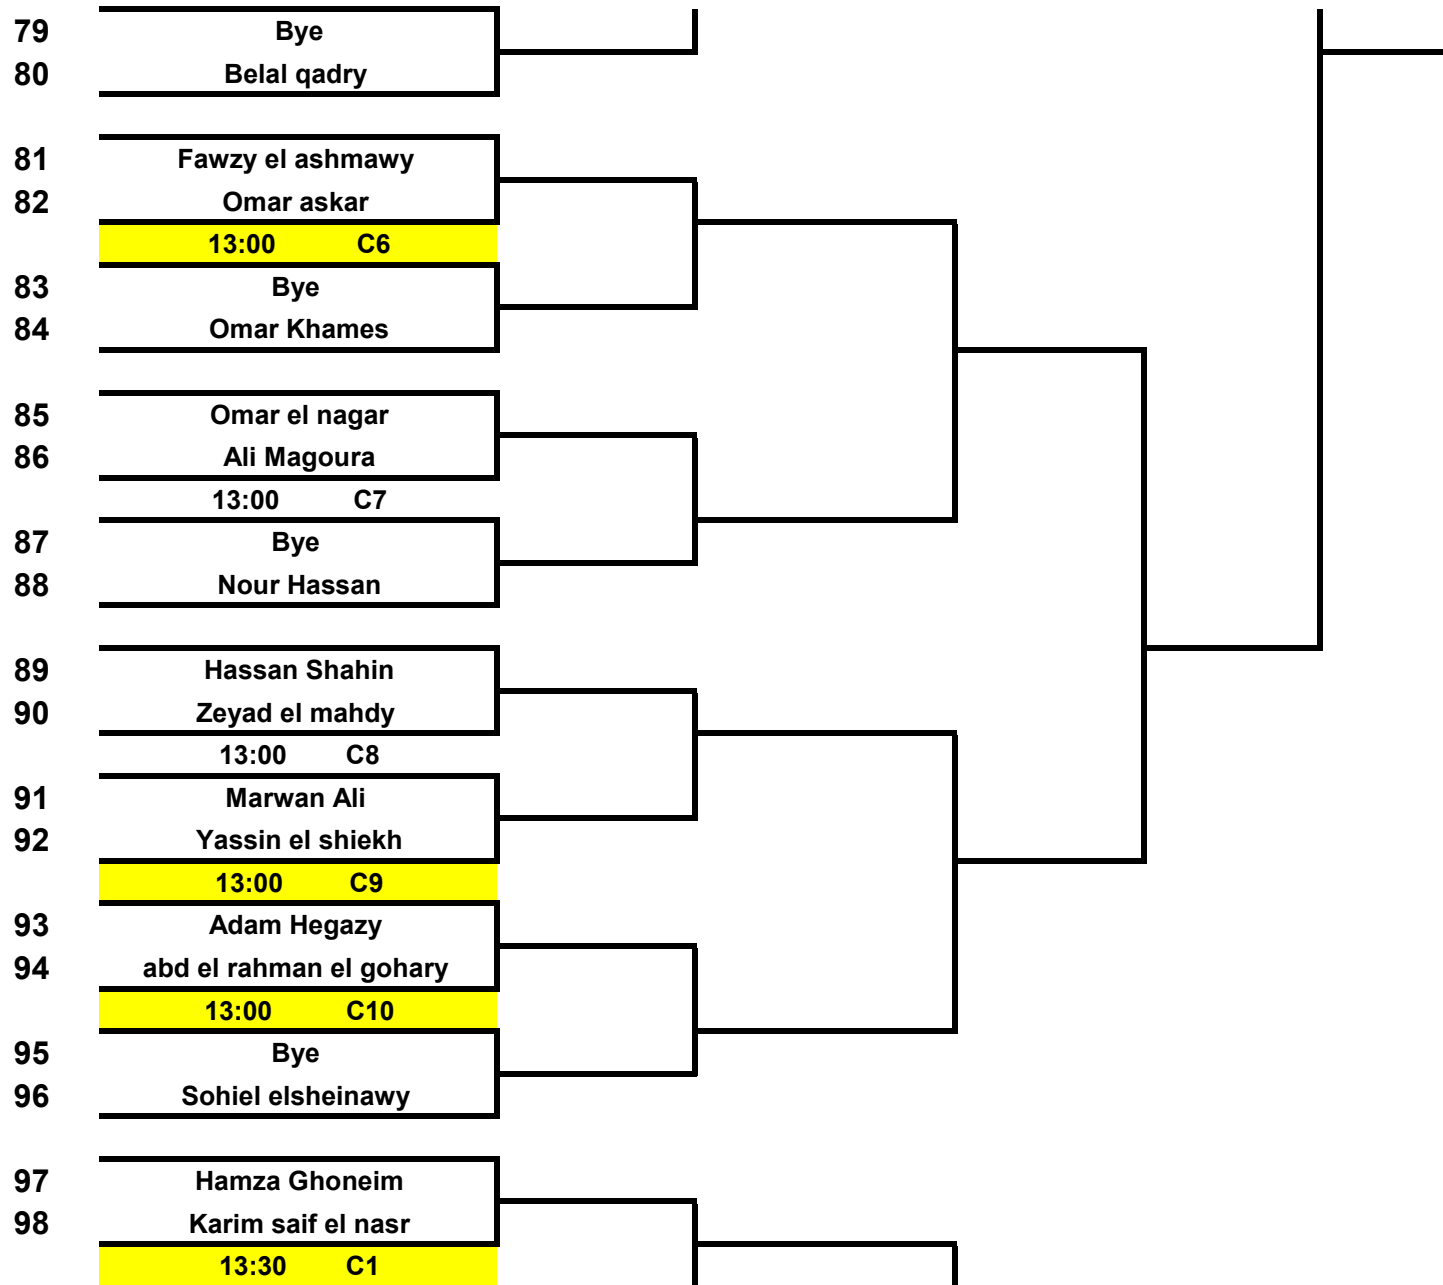 79 Bye
80 Belal qadry
81 Fawzy el ashmawy
82 Omar askar
13:00 C6
83 Bye
84 Omar Khames
85 Omar el nagar
86 Ali Magoura
13:00 C7
87 Bye
88 Nour Hassan
89 Hassan Shahin
90 Zeyad el mahdy
13:00 C8
91 Marwan Ali
92 Yassin el shiekh
13:00 C9
93 Adam Hegazy
94 abd el rahman el gohary
13:00 C10
95 Bye
96 Sohiel elsheinawy
97 Hamza Ghoneim
98 Karim saif el nasr
13:30 C1